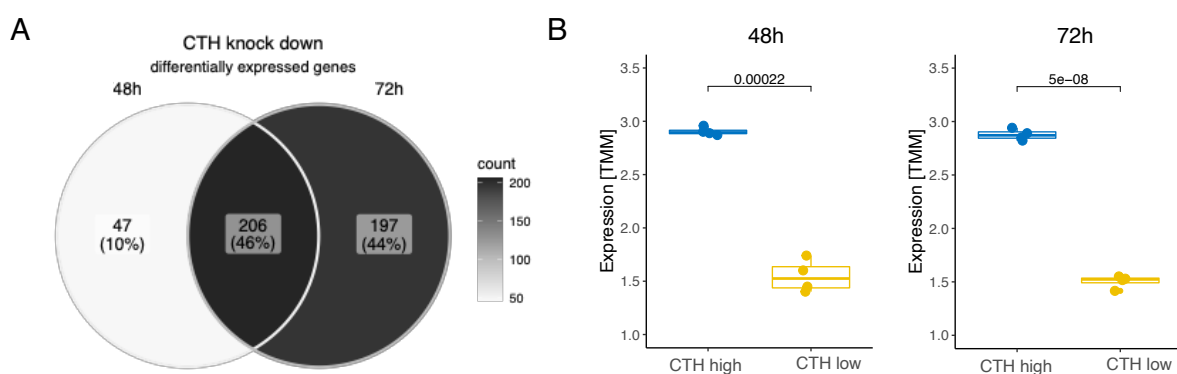 A
CTH knock down
differentially expressed genes
48h
72h
47
(10%)
206
(46%)
197
(44%)
count
200
150
100
50
B
48h
Expression [TMM]
3.5
3.0
2.5
2.0
1.5
1.0
0.00022
CTH high
CTH low
72h
Expression [TMM]
3.5
3.0
2.5
2.0
1.5
1.0
5e−08
CTH high
CTH low